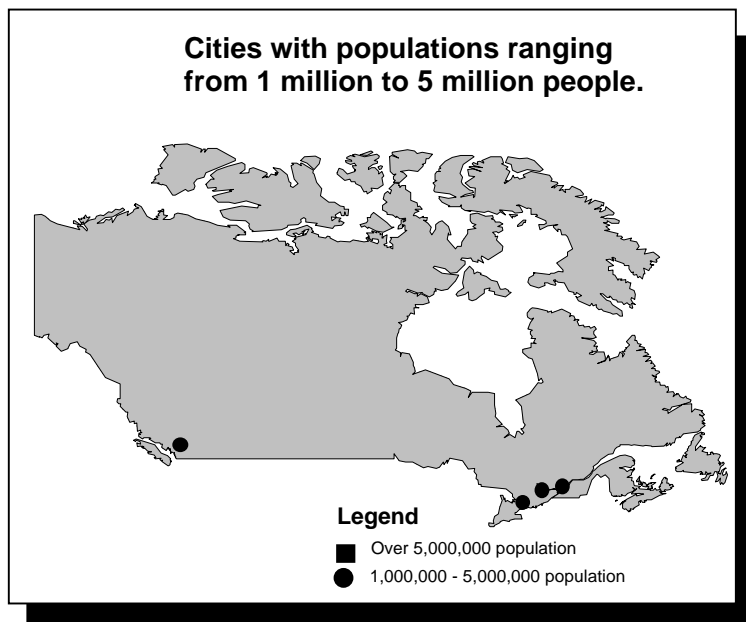 Cities with populations ranging
from 1 million to 5 million people.
Legend
Over 5,000,000 population
1,000,000 - 5,000,000 population